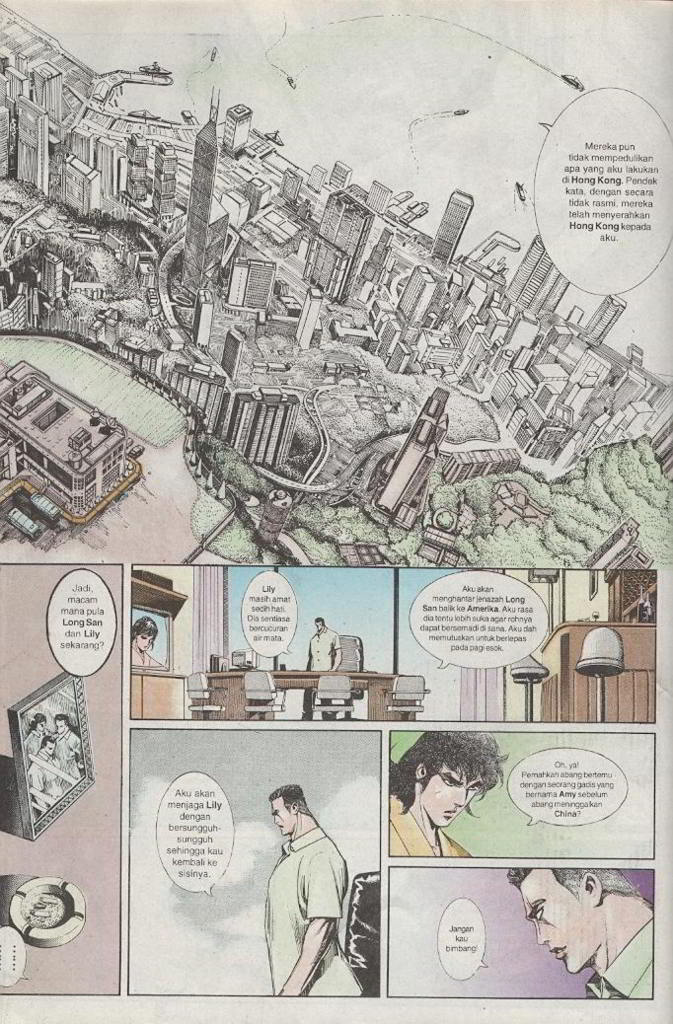 Mereka pun
tidak mempedulikan
apa yang aku lakukan
di Hong Kong. Pendek
kata, dengan secara
tidak rasmi, mereka
telah menyerahkan
Hong Kong kepada
aku.
Jadi,
macam
mana pula
Long San
dan Lily
sekarang?
Lily
masih amat
sedih hati.
Dia sentiasa
bercucuran
air mata.
Aku akan
menghantar jenazah Long
San balik ke Amerika. Aku rasa
dia tentu lebih suka agar rohnya
dapat bersemadi di sana. Aku dah
memutuskan untuk berlepas
pada pagi esok.
Aku akan
menjaga Lily
dengan
bersungguh-
sungguh
sehingga kau
kembali ke
sisinya.
Oh, ya!
Pernahkah abang bertemu
dengan seorang gadis yang
bernama Amy sebelum
abang meninggalkan
China?
Jangan
kau
bimbang!